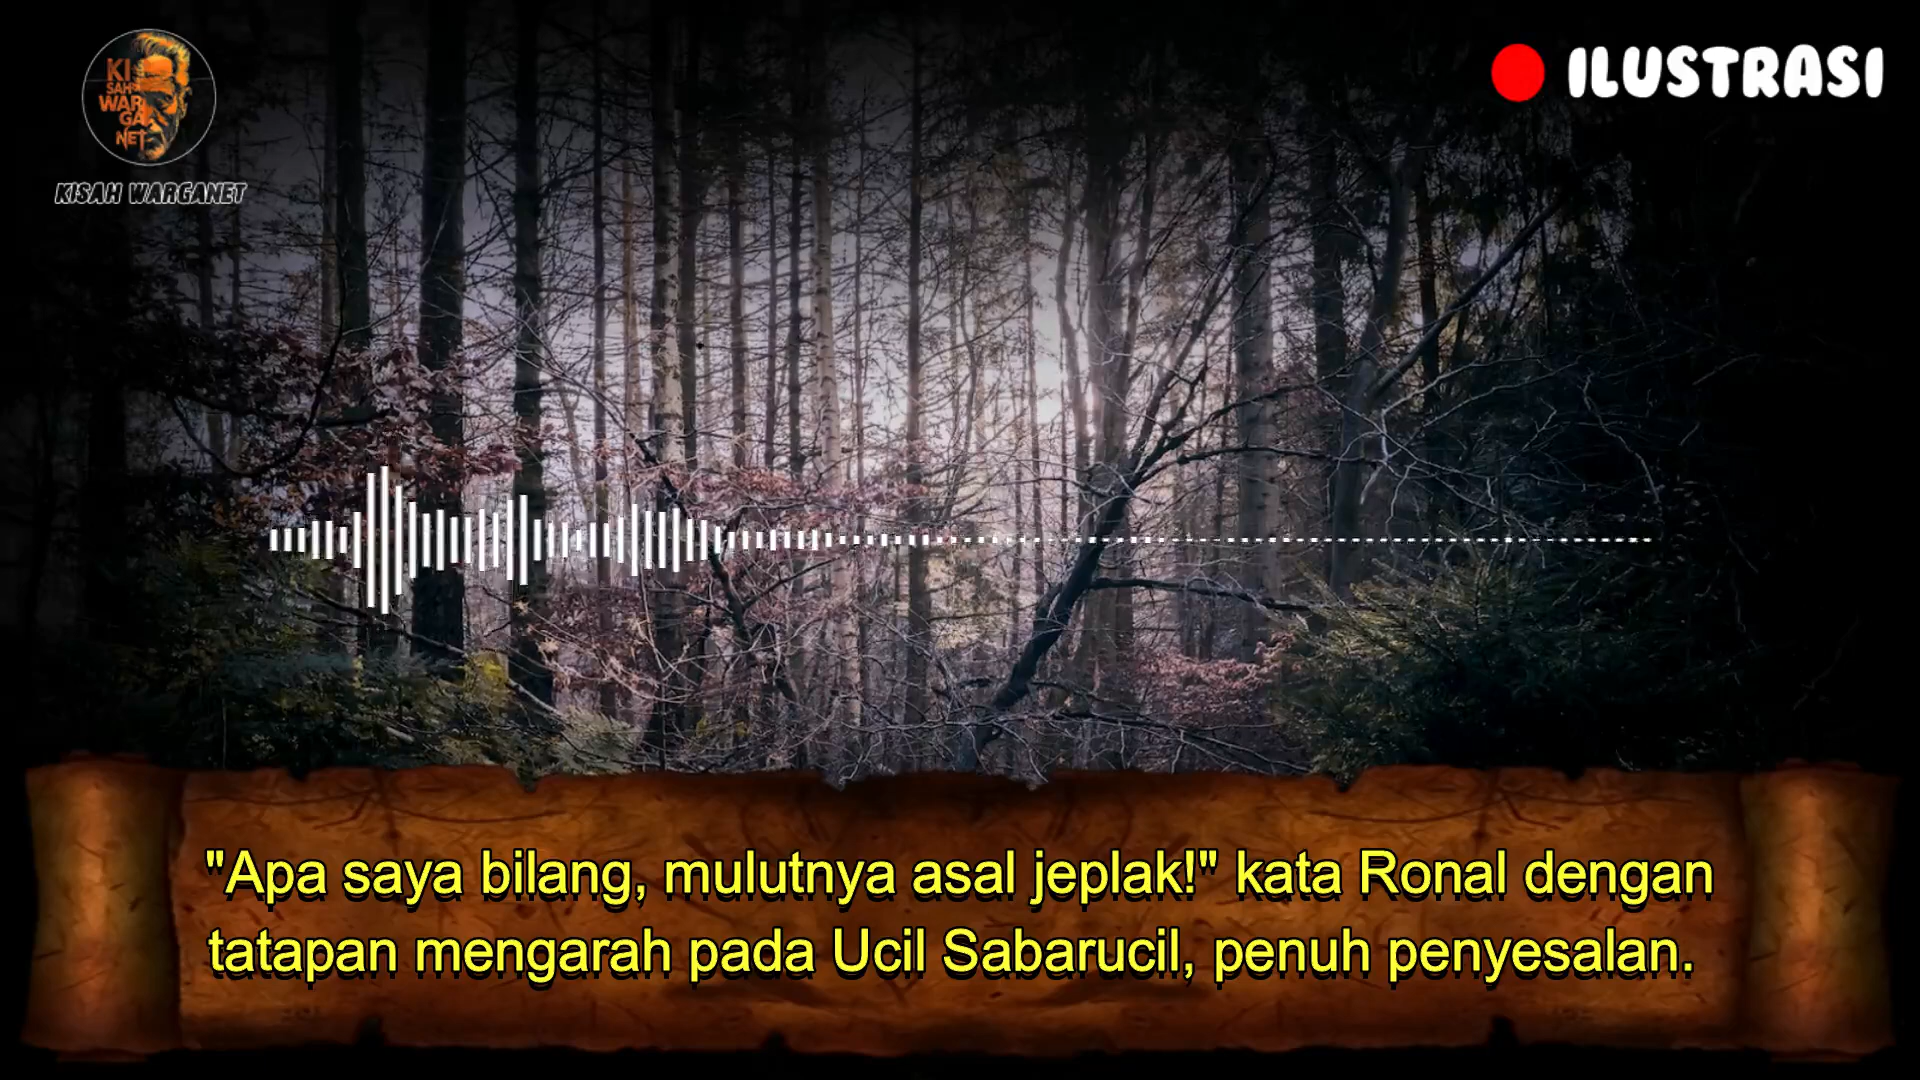 KI
SAH
WAR
GA
NET
KISAH WARGANET
ILUSTRASI
"Apa saya bilang, mulutnya asal jeplak!" kata Ronal dengan
tatapan mengarah pada Ucil Sabarucil, penuh penyesalan.